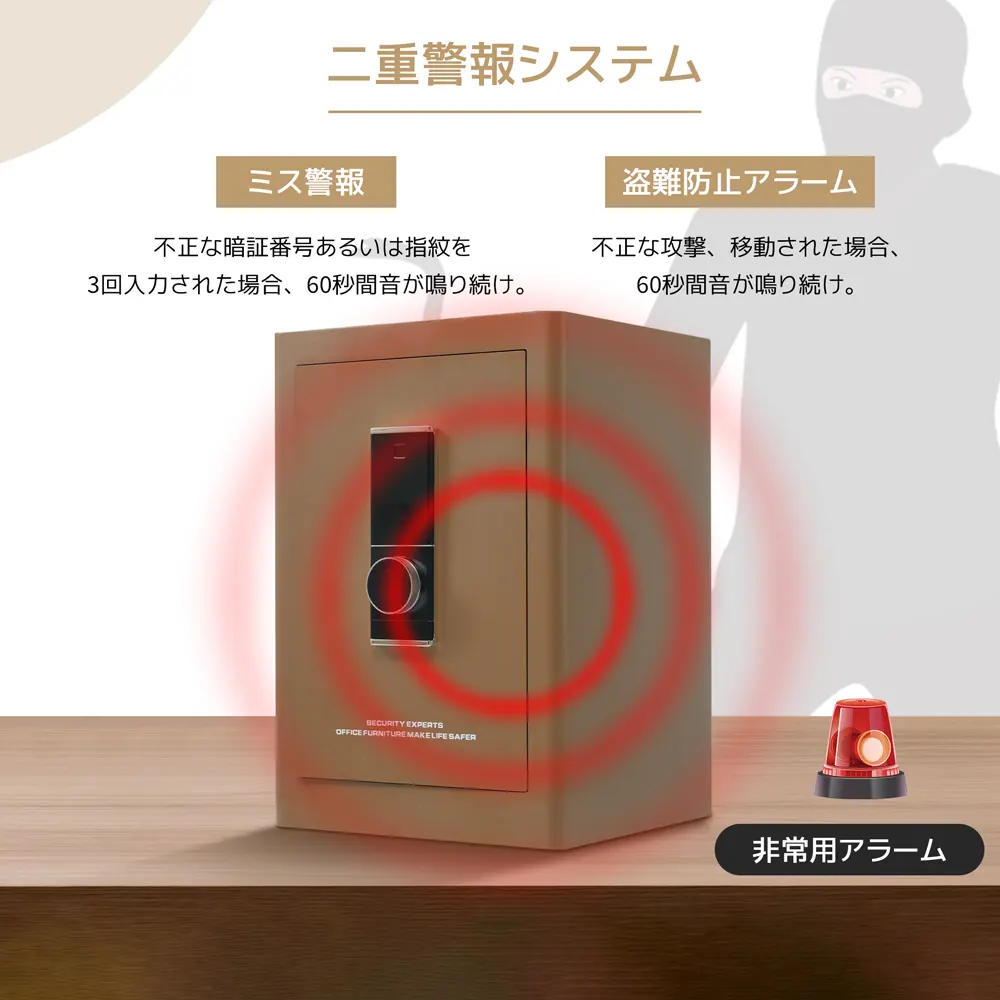 二重警報システム
ミス警報
不正な暗証番号あるいは指紋を
3回入力された場合、60秒間音が鳴り続け。
盗難防止アラーム
不正な攻撃、移動された場合、
60秒間音が鳴り続け。
SECURITY EXPERTS
OFFICE FURNITURE MAKE LIFE SAFER
非常用アラーム